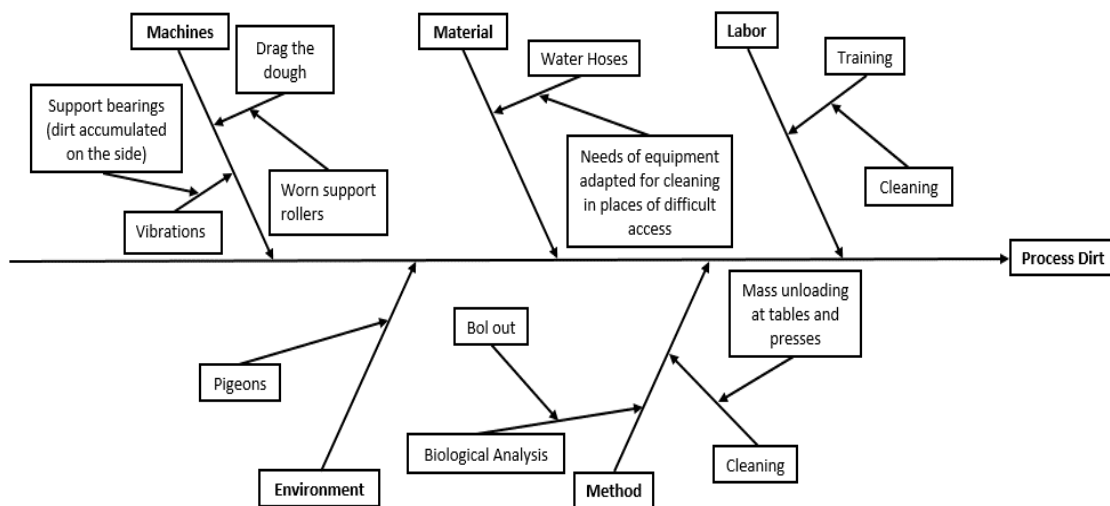 Machines
Material
Labor
Drag the
dough
Water Hoses
Training
Support bearings
(dirt accumulated
on the side)
Needs of equipment
adapted for cleaning
in places of difficult
access
Worn support
rollers
Cleaning
Vibrations
Process Dirt
Mass unloading
at tables and
presses
Bol out
Pigeons
Biological Analysis
Cleaning
Environment
Method